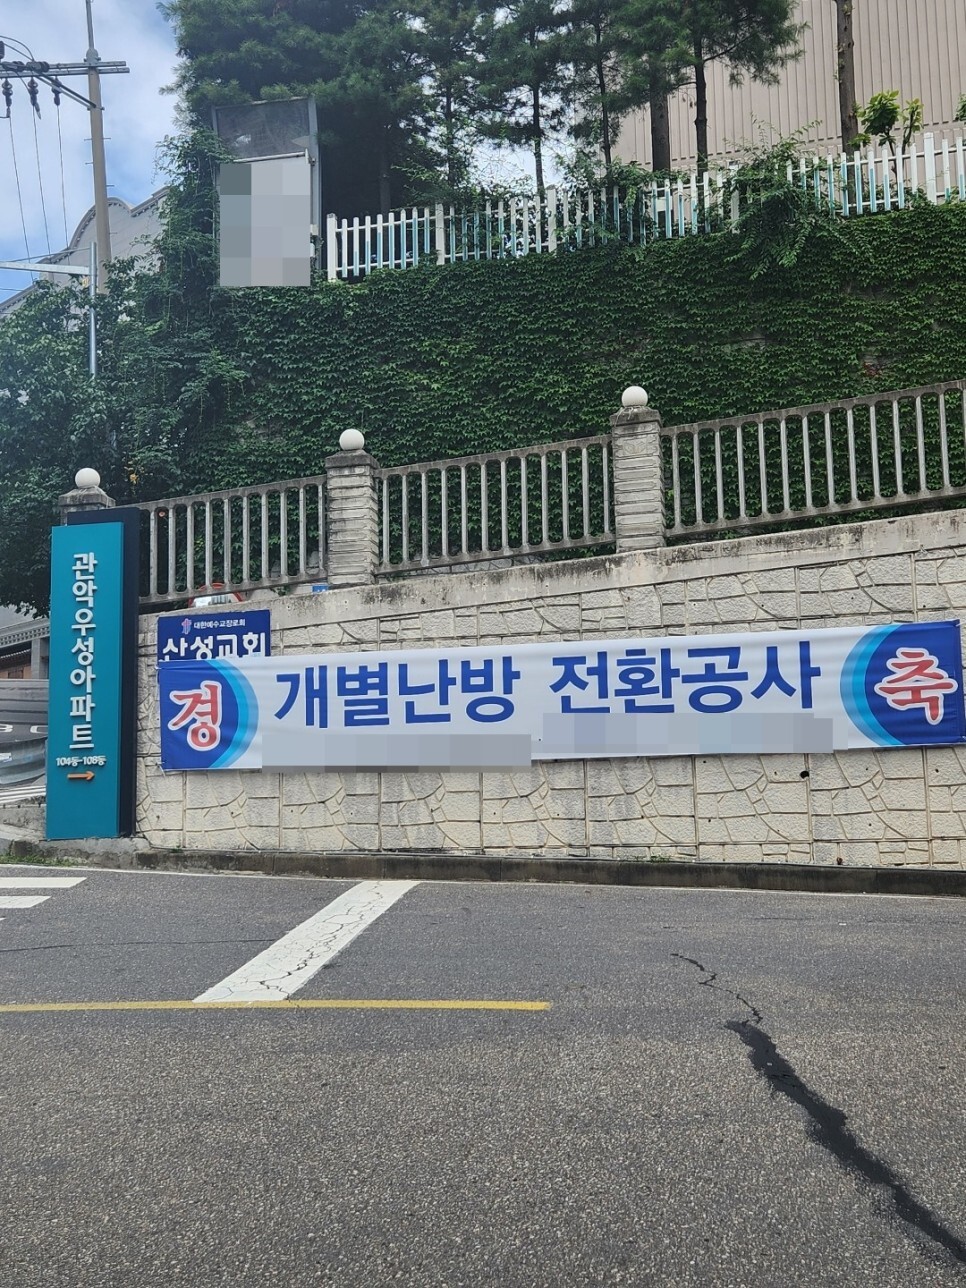 관악우성아파트
104동-106동
대한예수교장로회
산성교회
경 개별난방 전환공사 축